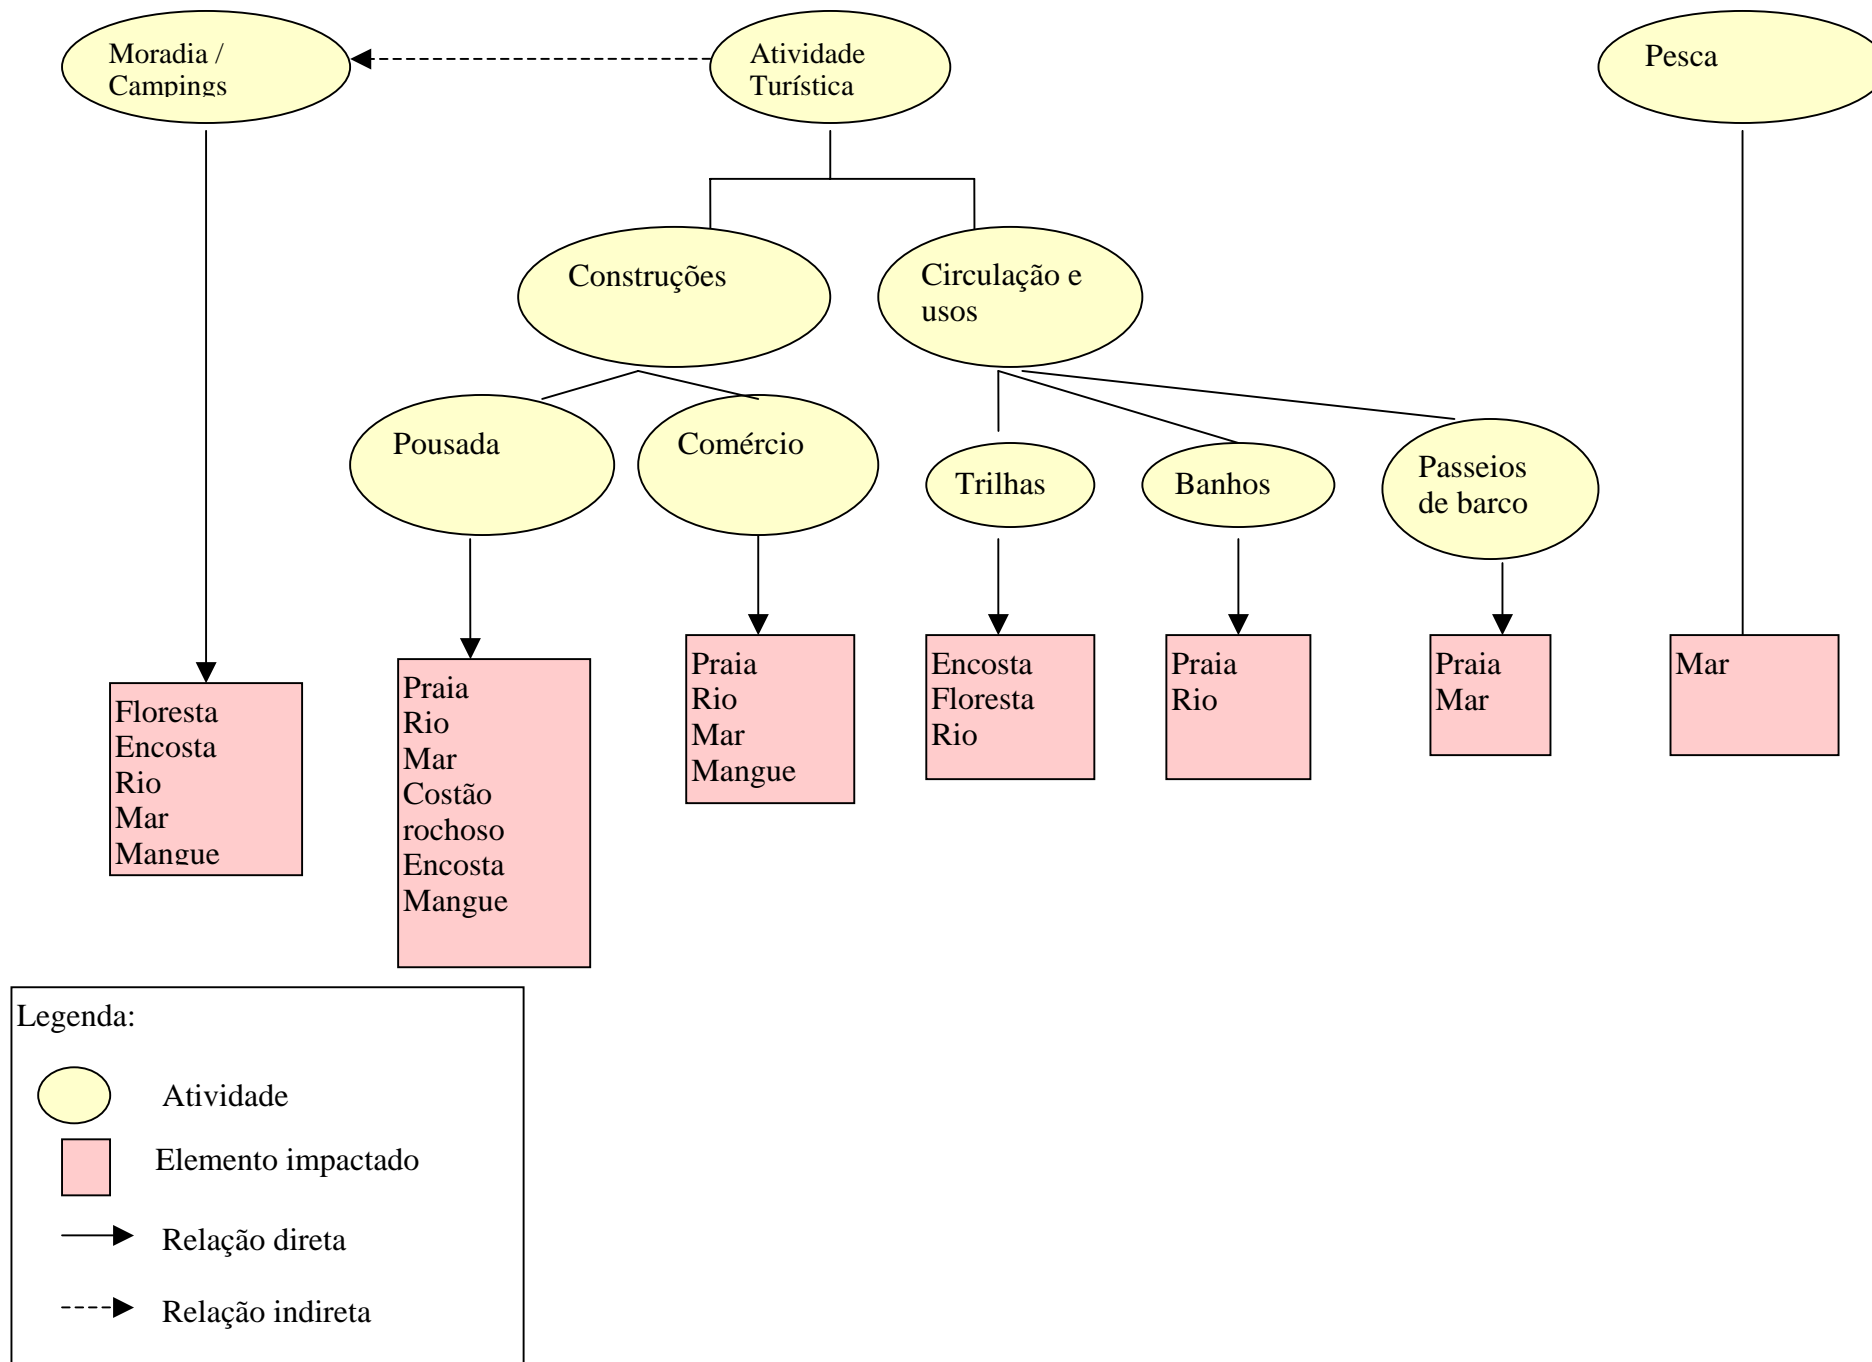 Moradia /
Campings
Atividade
Turística
Pesca
Construções
Circulação e
usos
Pousada
Comércio
Trilhas
Banhos
Passeios
de barco
Floresta
Encosta
Rio
Mar
Mangue
Praia
Rio
Mar
Costão
rochoso
Encosta
Mangue
Praia
Rio
Mar
Mangue
Encosta
Floresta
Rio
Praia
Rio
Praia
Mar
Mar
Legenda:
Atividade
Elemento impactado
Relação direta
Relação indireta